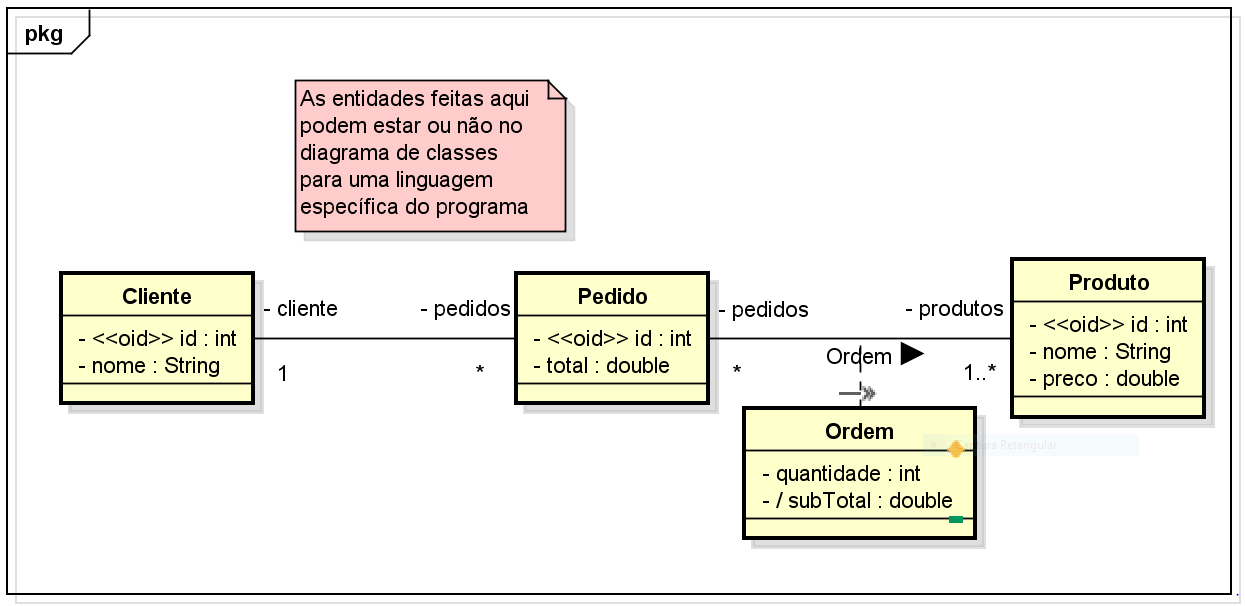 pkg
As entidades feitas aqui
podem estar ou não no
diagrama de classes
para uma linguagem
específica do programa
Cliente
- <<oid>> id : int
- nome : String
- cliente
1
- pedidos
*
Pedido
- <<oid>> id : int
- total : double
- pedidos
*
Ordem
- produtos
1..*
Produto
- <<oid>> id : int
- nome : String
- preco : double
Ordem
- quantidade : int
- / subTotal : double
Retangular